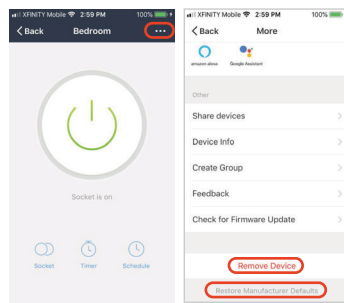 XFINITY Mobile 2:59 PM 100%
Back Bedroom ...
Socket is on
Socket Timer Schedule
XFINITY Mobile 2:59 PM 100%
Back More
amazon alexa Google Assistant
Other
Share devices
Device Info
Create Group
Feedback
Check for Firmware Update
Remove Device
Restore Manufacturer Defaults